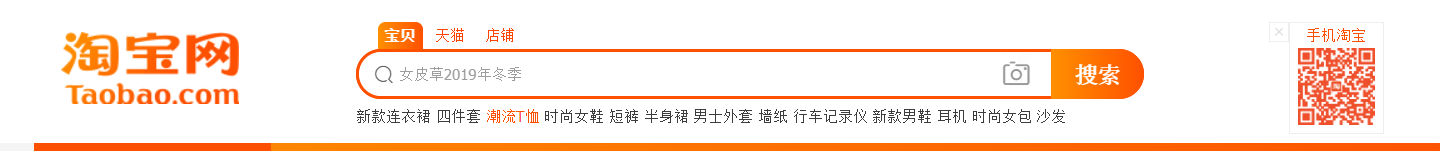 淘宝网
Taobao.com
宝贝 天猫 店铺
女皮草2019年冬季
搜索
新款连衣裙 四件套 潮流T恤 时尚女鞋 短裤 半身裙 男士外套 墙纸 行车记录仪 新款男鞋 耳机 时尚女包 沙发
手机淘宝